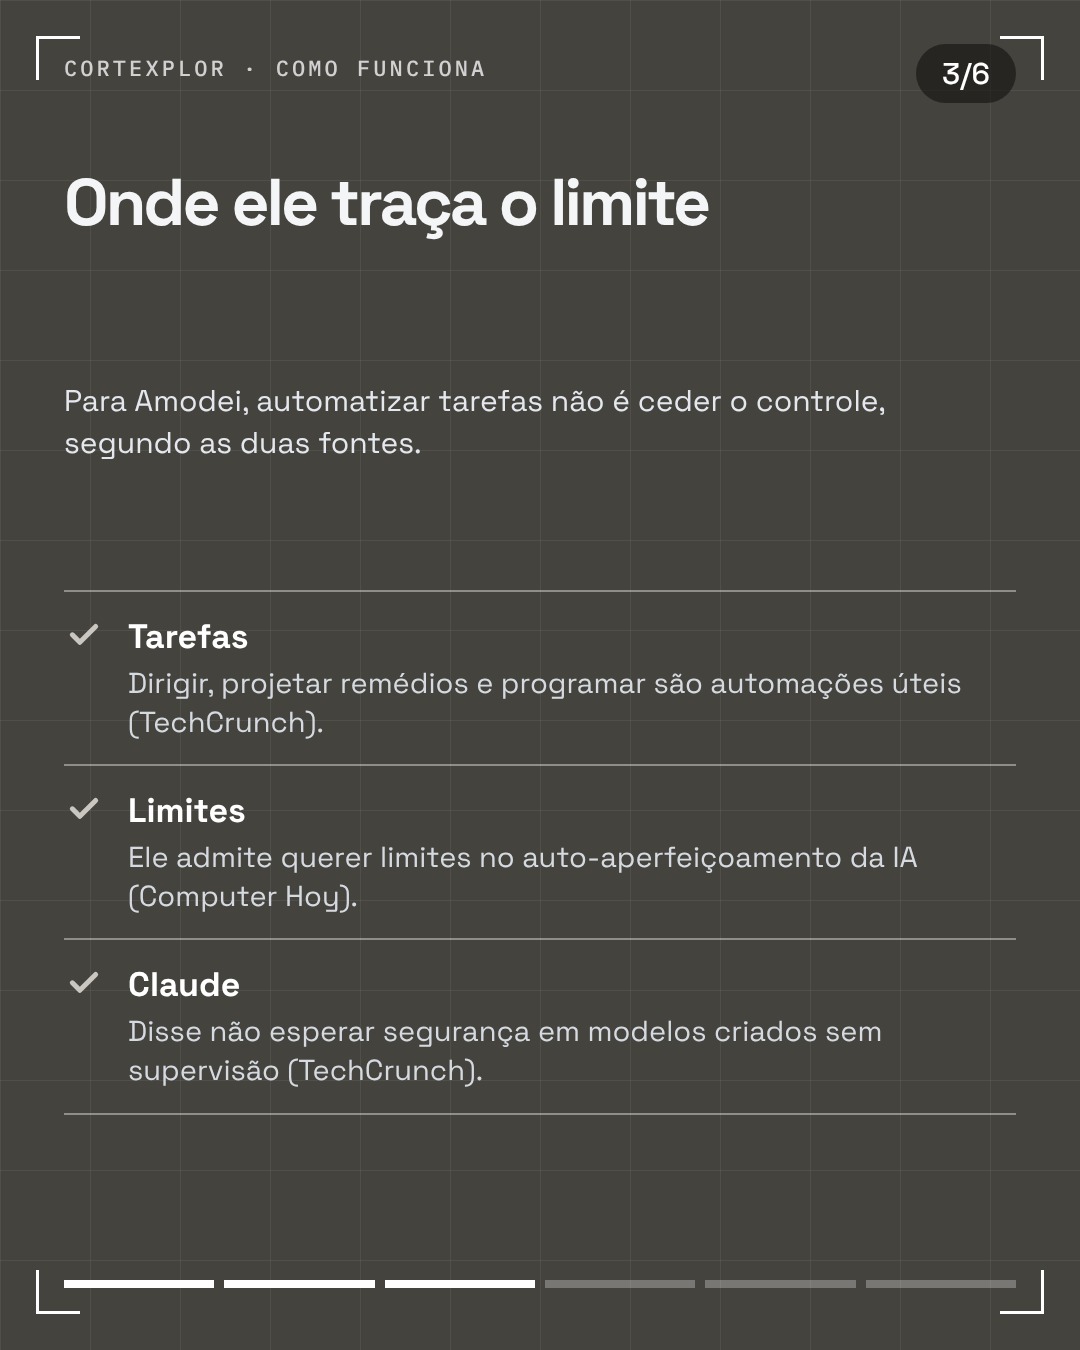 CORTEXPLOR · COMO FUNCIONA
3/6
Onde ele traça o limite
Para Amodei, automatizar tarefas não é ceder o controle,
segundo as duas fontes.
Tarefas
Dirigir, projetar remédios e programar são automações úteis
(TechCrunch).
Limites
Ele admite querer limites no auto-aperfeiçoamento da IA
(Computer Hoy).
Claude
Disse não esperar segurança em modelos criados sem
supervisão (TechCrunch).